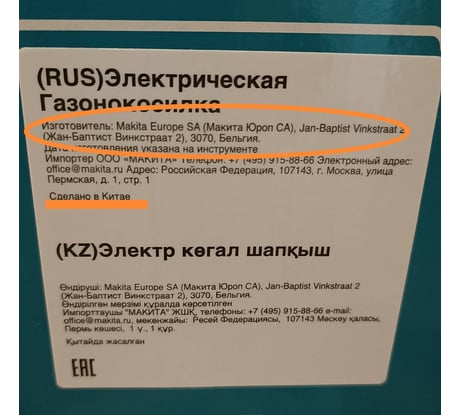 (RUS)Электрическая
Газонокосилка
Изготовитель: Makita Europe SA (Макита Юроп СА), Jan-Baptist Vinkstraat 2
(Жан-Баптист Винкстраат 2), 3070, Бельгия.
Дата изготовления указана на инструменте
Импортер ООО «МАКИТА» Телефон: +7 (495) 915-88-66 Электронный адрес:
office@makita.ru Адрес: Российская Федерация, 107143, г. Москва, улица
Пермская, д. 1, стр. 1
Сделано в Китае
(KZ)Электр көгал шапқыш
Өндіруші: Makita Europe SA (Макита Юроп СА), Jan-Baptist Vinkstraat 2
(Жан-Баптист Винкстраат 2), 3070, Бельгия.
Өндірілген мерзімі құралда көрсетілген
Импорттаушы "МАКИТА" ЖШҚ, телефоны: +7 (495) 915-88-66 e-mail:
office@makita.ru, мекенжайы: Ресей Федерациясы, 107143 Мәскеу қаласы,
Пермь көшесі, 1 ү., 1 құр.
Қытайда жасалған
EAC